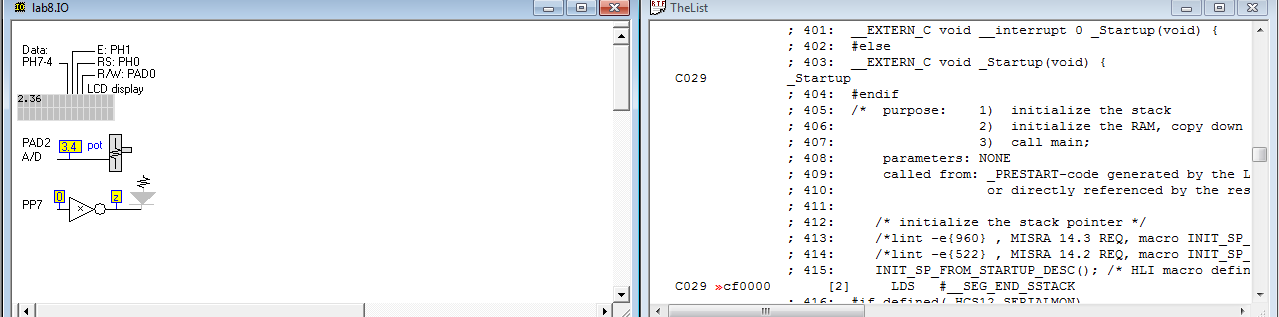 lab8.IO
Data:
PH7-4
E: PH1
RS: PH0
R/W: PAD0
LCD display
2.36
PAD2
A/D
3.4
pot
PP7
0
z
TheList
; 401: __EXTERN_C void __interrupt 0 _Startup(void) {
; 402: #else
; 403: __EXTERN_C void _Startup(void) {
C029 _Startup
; 404: #endif
; 405: /* purpose: 1) initialize the stack
; 406: 2) initialize the RAM, copy down
; 407: 3) call main;
; 408: parameters: NONE
; 409: called from: _PRESTART-code generated by the L
; 410: or directly referenced by the res
; 411:
; 412: /* initialize the stack pointer */
; 413: /*lint -e{960} , MISRA 14.3 REQ, macro INIT_SP_
; 414: /*lint -e{522} , MISRA 14.2 REQ, macro INIT_SP_
; 415: INIT_SP_FROM_STARTUP_DESC(); /* HLI macro defin
C029 »cf0000 [2] LDS #__SEG_END_SSTACK
; 416: #if defined(_HCS12_SERIALMON)